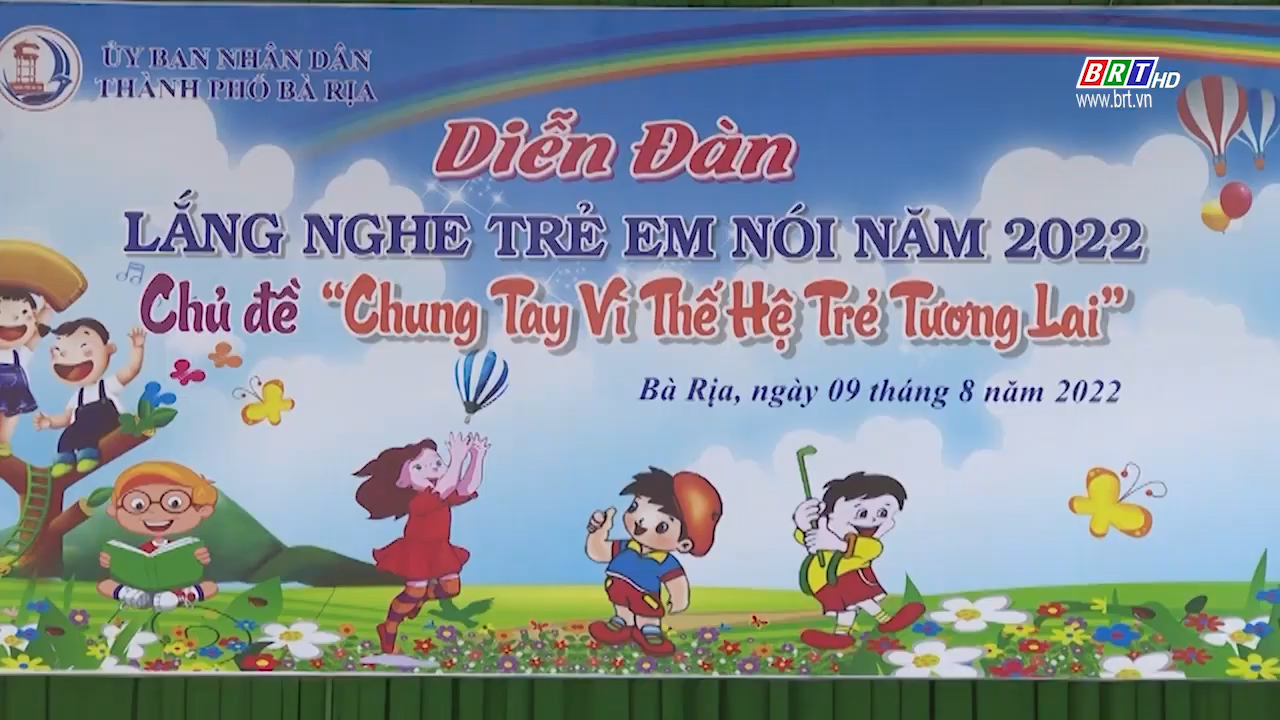 ỦY BAN NHÂN DÂN
THÀNH PHỐ BÀ RỊA
BRT HD
www.brt.vn
Diễn Đàn
LẮNG NGHE TRẺ EM NÓI NĂM 2022
Chủ đề “Chung Tay Vì Thế Hệ Trẻ Tương Lai”
Bà Rịa, ngày 09 tháng 8 năm 2022